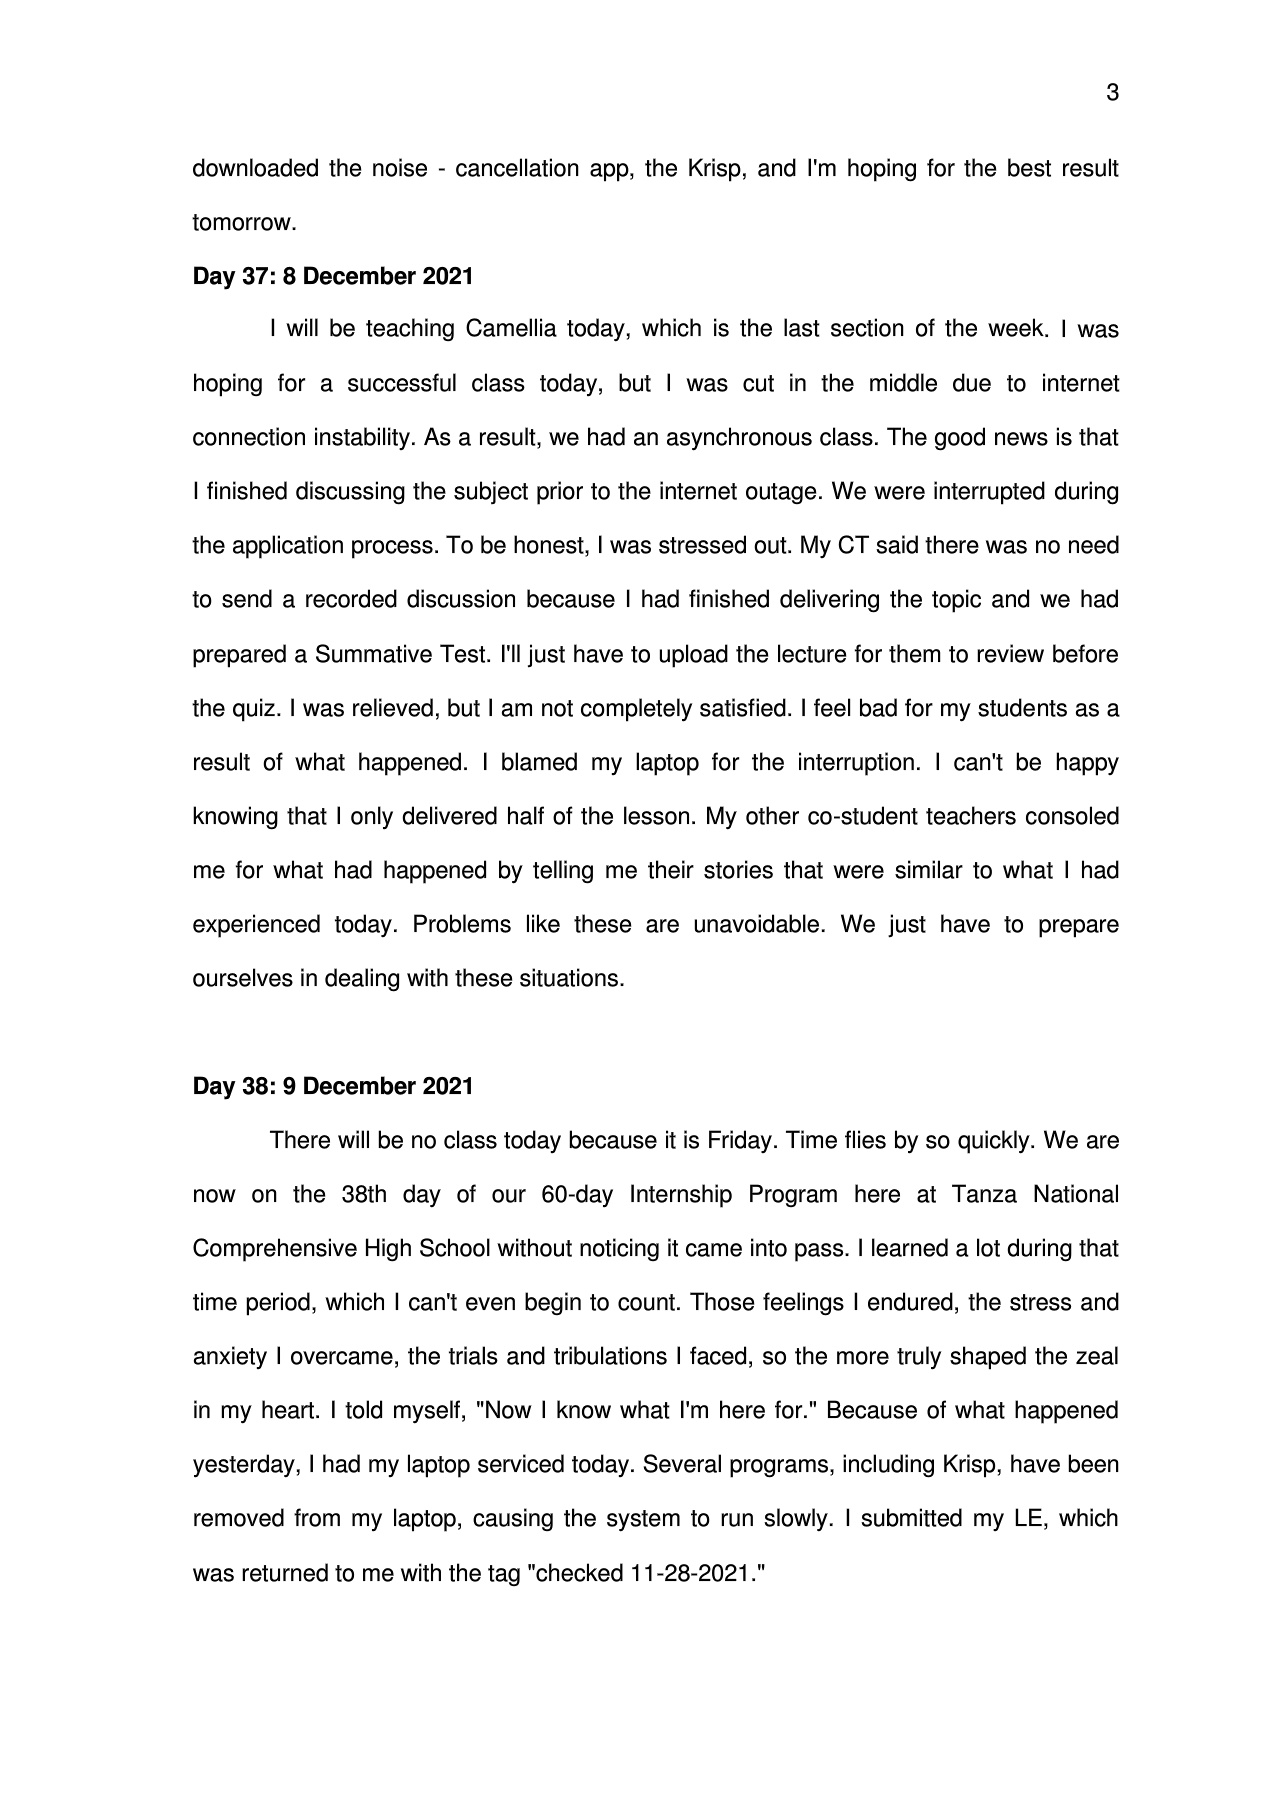 3
downloaded the noise - cancellation app, the Krisp, and I'm hoping for the best result
tomorrow.
Day 37: 8 December 2021
I will be teaching Camellia today, which is the last section of the week. I was
hoping for a successful class today, but I was cut in the middle due to internet
connection instability. As a result, we had an asynchronous class. The good news is that
I finished discussing the subject prior to the internet outage. We were interrupted during
the application process. To be honest, I was stressed out. My CT said there was no need
to send a recorded discussion because I had finished delivering the topic and we had
prepared a Summative Test. I'll just have to upload the lecture for them to review before
the quiz. I was relieved, but I am not completely satisfied. I feel bad for my students as a
result of what happened. I blamed my laptop for the interruption. I can't be happy
knowing that I only delivered half of the lesson. My other co-student teachers consoled
me for what had happened by telling me their stories that were similar to what I had
experienced today. Problems like these are unavoidable. We just have to prepare
ourselves in dealing with these situations.
Day 38: 9 December 2021
There will be no class today because it is Friday. Time flies by so quickly. We are
now on the 38th day of our 60-day Internship Program here at Tanza National
Comprehensive High School without noticing it came into pass. I learned a lot during that
time period, which I can't even begin to count. Those feelings I endured, the stress and
anxiety I overcame, the trials and tribulations I faced, so the more truly shaped the zeal
in my heart. I told myself, "Now I know what I'm here for." Because of what happened
yesterday, I had my laptop serviced today. Several programs, including Krisp, have been
removed from my laptop, causing the system to run slowly. I submitted my LE, which
was returned to me with the tag "checked 11-28-2021."